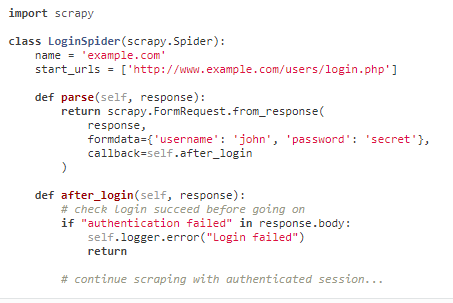 import scrapy

class LoginSpider(scrapy.Spider):
    name = 'example.com'
    start_urls = ['http://www.example.com/users/login.php']

    def parse(self, response):
        return scrapy.FormRequest.from_response(
            response,
            formdata={'username': 'john', 'password': 'secret'},
            callback=self.after_login
        )

    def after_login(self, response):
        # check login succeed before going on
        if "authentication failed" in response.body:
            self.logger.error("Login failed")
            return

        # continue scraping with authenticated session...